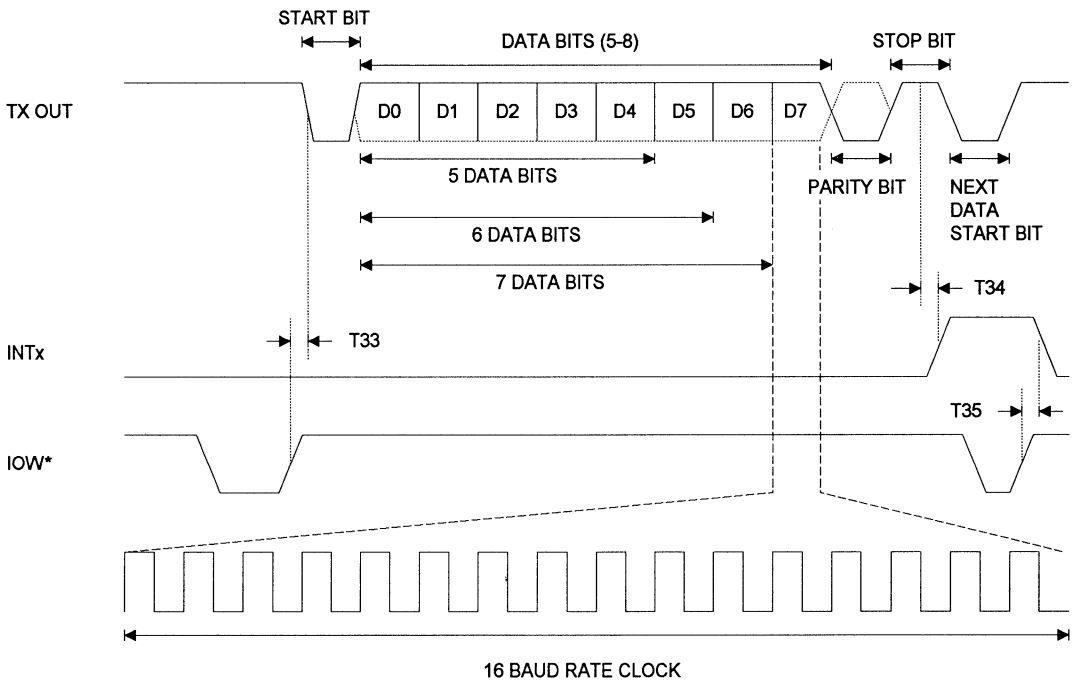 START BIT
DATA BITS (5-8)
STOP BIT
TX OUT
D0 D1 D2 D3 D4 D5 D6 D7
5 DATA BITS
PARITY BIT
NEXT
DATA
START BIT
6 DATA BITS
7 DATA BITS
T34
T33
INTx
T35
IOW*
16 BAUD RATE CLOCK